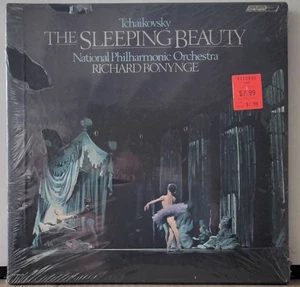 Tchaikovsky
THE SLEEPING BEAUTY
National Philharmonic Orchestra
RICHARD BONYNGE
$7.99